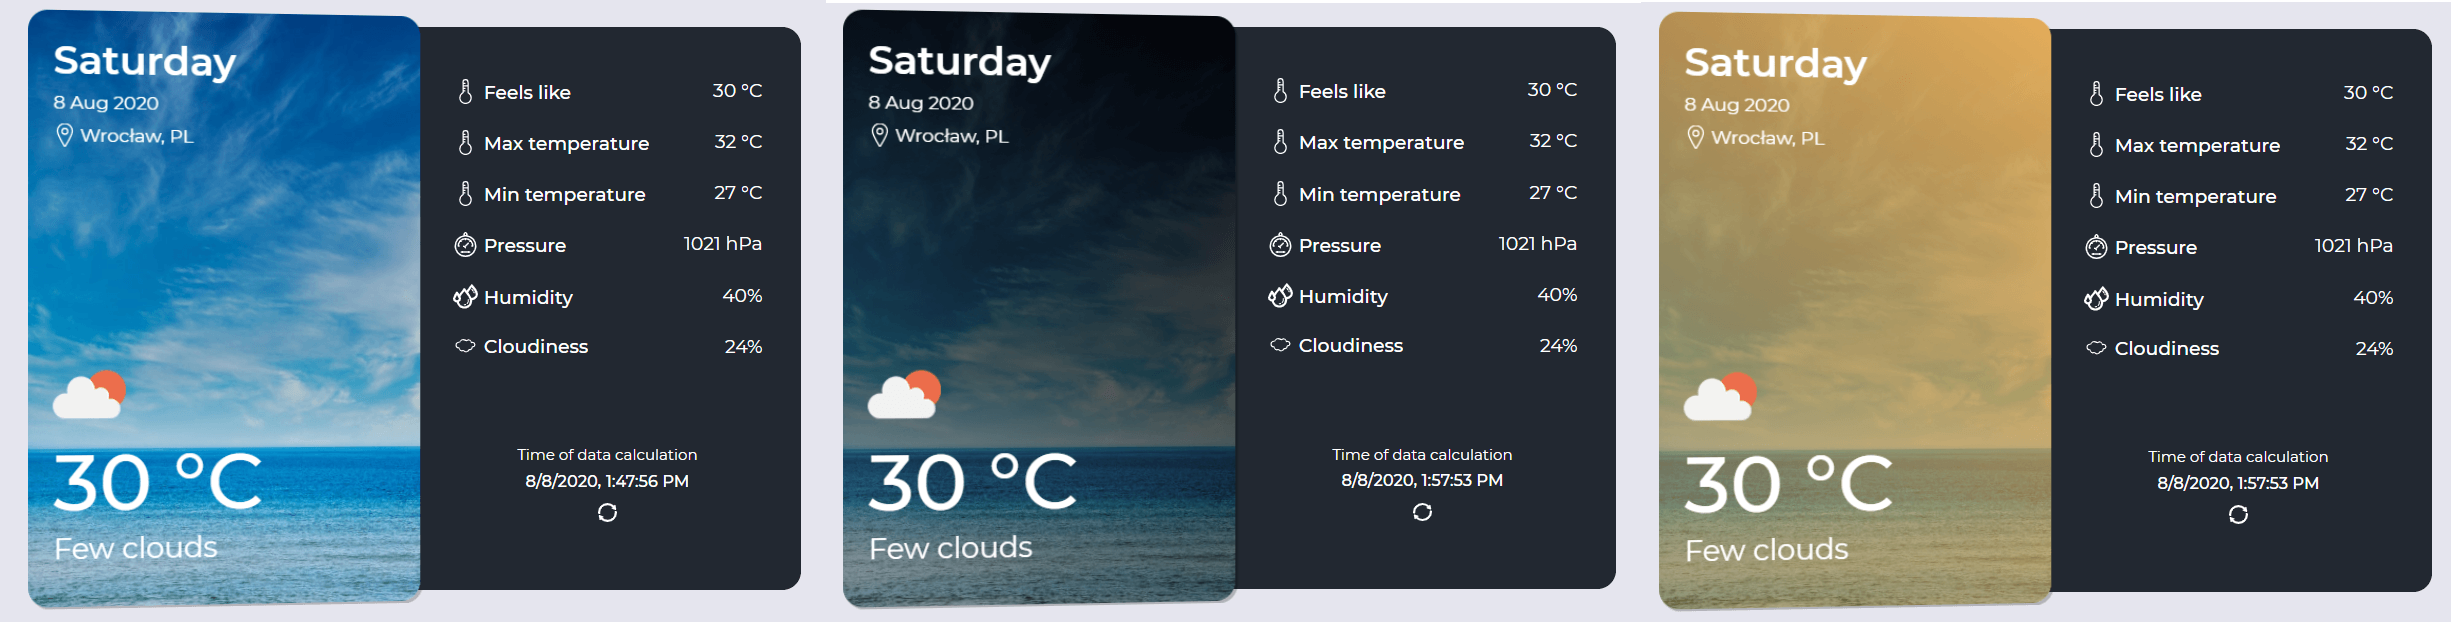 Saturday
8 Aug 2020
Wrocław, PL
30 °C
Few clouds
Feels like 30 °C
Max temperature 32 °C
Min temperature 27 °C
Pressure 1021 hPa
Humidity 40%
Cloudiness 24%
Time of data calculation
8/8/2020, 1:47:56 PM
Saturday
8 Aug 2020
Wrocław, PL
30 °C
Few clouds
Feels like 30 °C
Max temperature 32 °C
Min temperature 27 °C
Pressure 1021 hPa
Humidity 40%
Cloudiness 24%
Time of data calculation
8/8/2020, 1:57:53 PM
Saturday
8 Aug 2020
Wrocław, PL
30 °C
Few clouds
Feels like 30 °C
Max temperature 32 °C
Min temperature 27 °C
Pressure 1021 hPa
Humidity 40%
Cloudiness 24%
Time of data calculation
8/8/2020, 1:57:53 PM